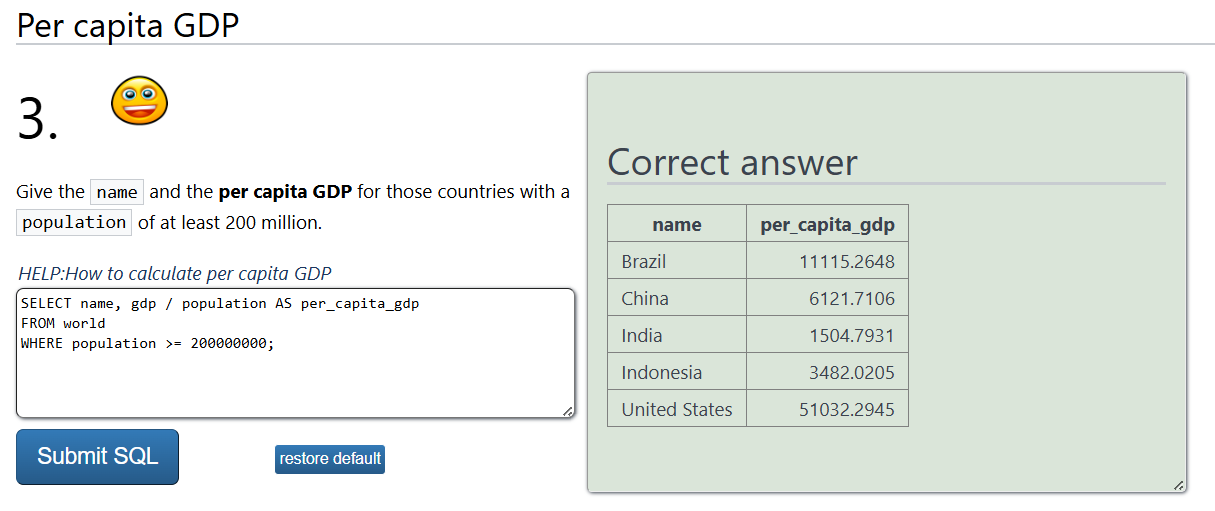 Per capita GDP
3.
Give the name and the per capita GDP for those countries with a
population of at least 200 million.
HELP:How to calculate per capita GDP
SELECT name, gdp / population AS per_capita_gdp
FROM world
WHERE population >= 200000000;
Submit SQL
restore default
Correct answer
name per_capita_gdp
Brazil 11115.2648
China 6121.7106
India 1504.7931
Indonesia 3482.0205
United States 51032.2945